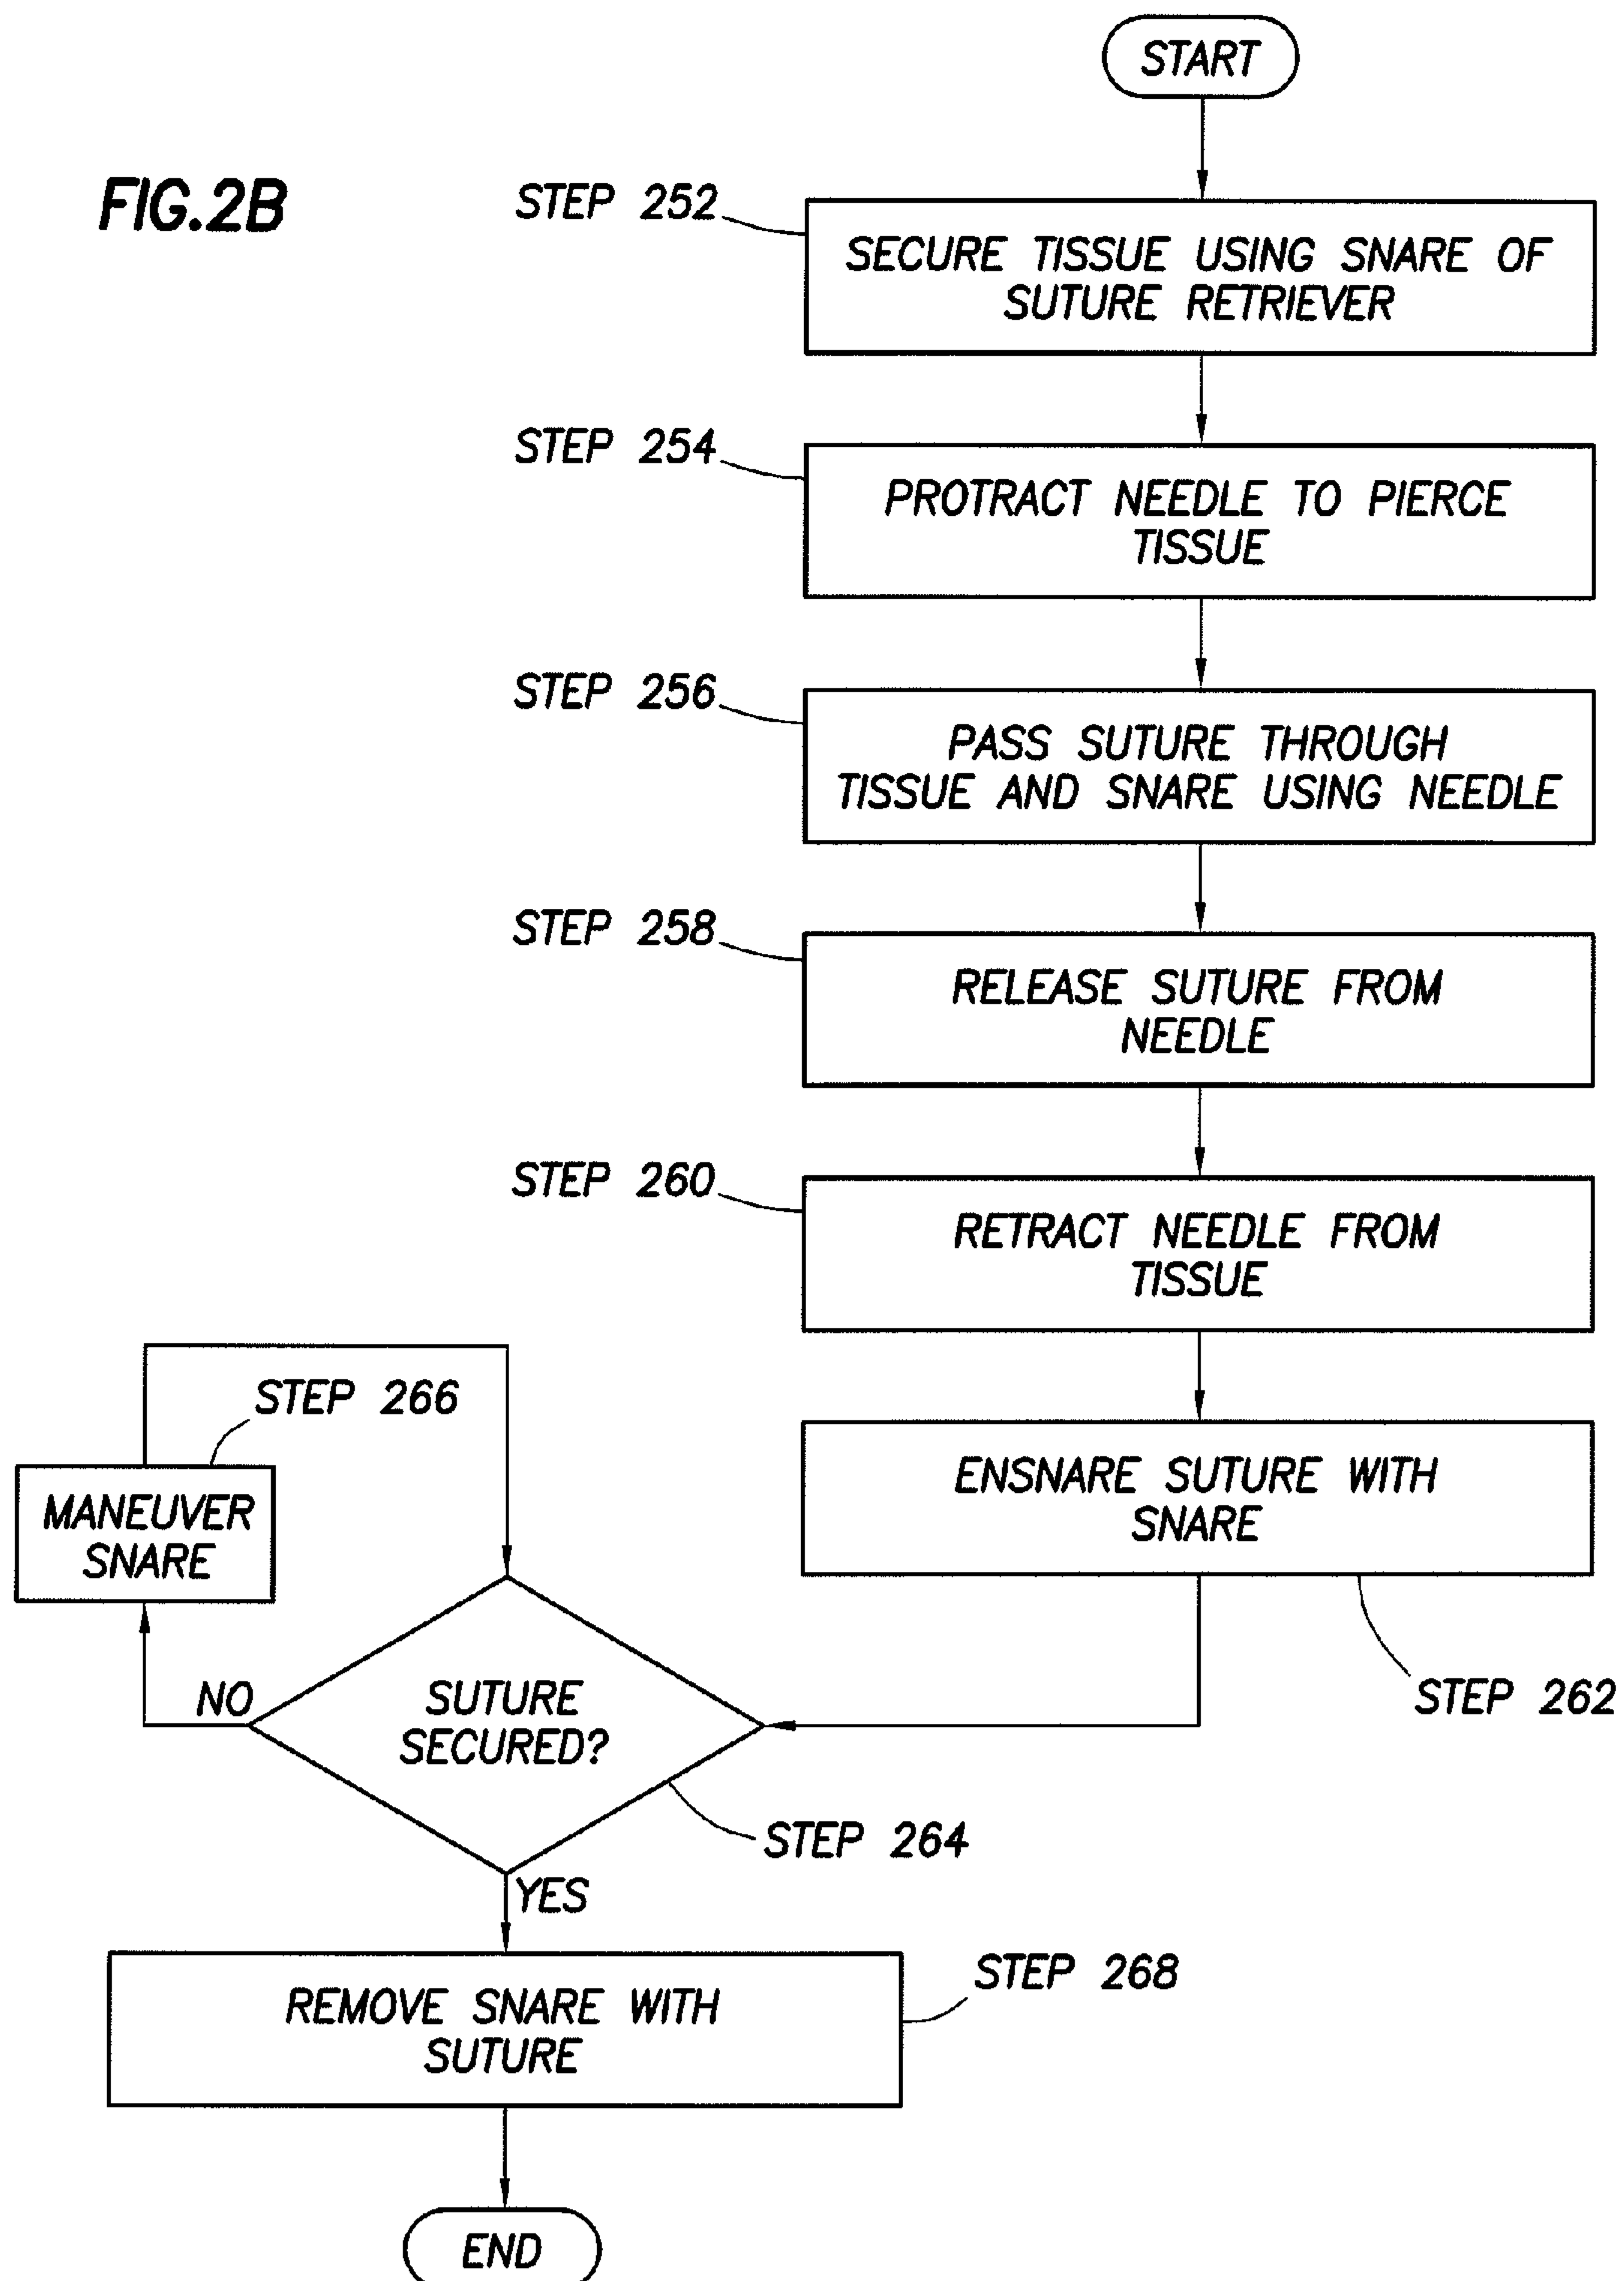 START
FIG.2B
STEP 252
SECURE TISSUE USING SNARE OF
SUTURE RETRIEVER
STEP 254
PROTRACT NEEDLE TO PIERCE
TISSUE
STEP 256
PASS SUTURE THROUGH
TISSUE AND SNARE USING NEEDLE
STEP 258
RELEASE SUTURE FROM
NEEDLE
STEP 260
RETRACT NEEDLE FROM
TISSUE
ENSNARE SUTURE WITH
SNARE
STEP 262
SUTURE
SECURED?
STEP 264
NO
STEP 266
MANEUVER
SNARE
YES
STEP 268
REMOVE SNARE WITH
SUTURE
END